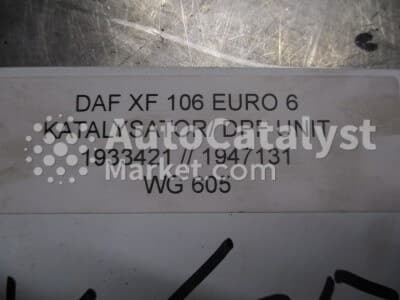 DAF XF 106 EURO 6
KATALYSATOR/ DPF UNIT
AutoCatalyst
1933421 // 1947131
Market.com
WG 605